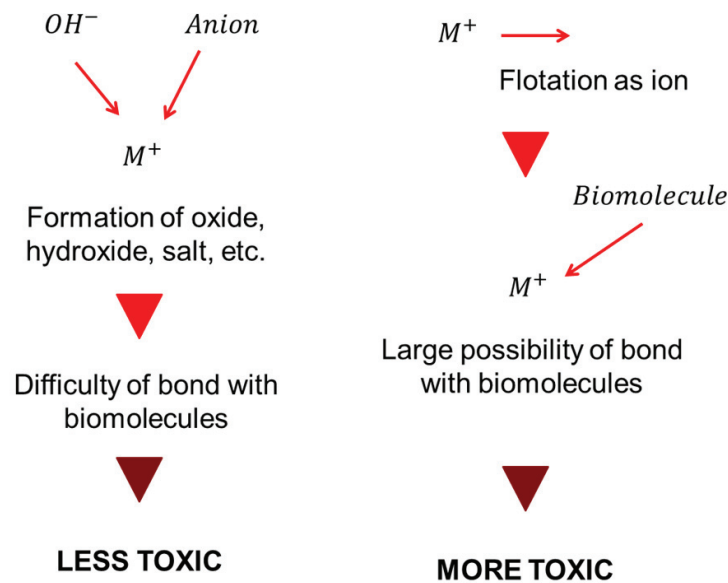 OH⁻ Anion
M⁺
Formation of oxide,
hydroxide, salt, etc.
Difficulty of bond with
biomolecules
LESS TOXIC
M⁺
Flotation as ion
Biomolecule
M⁺
Large possibility of bond
with biomolecules
MORE TOXIC